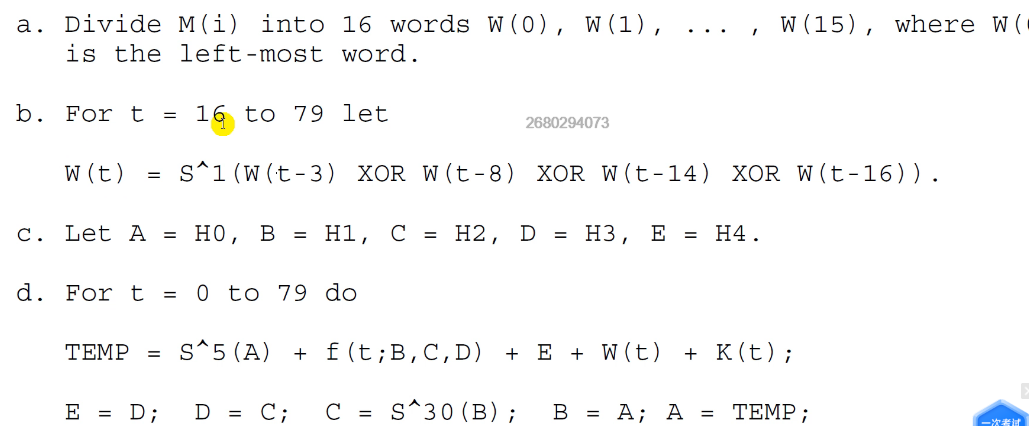 a. Divide M(i) into 16 words W(0), W(1), ... , W(15), where W(
is the left-most word.
b. For t = 16 to 79 let
2680294073
W(t) = S^1(W(t-3) XOR W(t-8) XOR W(t-14) XOR W(t-16)).
c. Let A = H0, B = H1, C = H2, D = H3, E = H4.
d. For t = 0 to 79 do
TEMP = S^5(A) + f(t;B,C,D) + E + W(t) + K(t);
E = D; D = C; C = S^30(B); B = A; A = TEMP;
一次考试